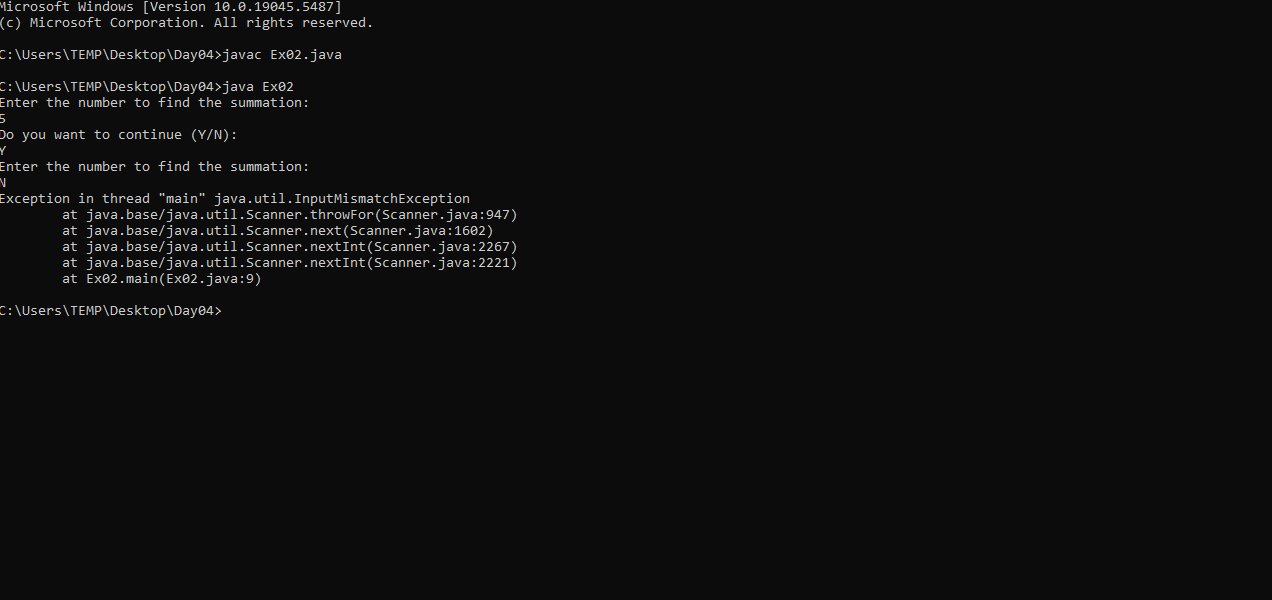 Microsoft Windows [Version 10.0.19045.5487]
(c) Microsoft Corporation. All rights reserved.
C:\Users\TEMP\Desktop\Day04>javac Ex02.java
C:\Users\TEMP\Desktop\Day04>java Ex02
Enter the number to find the summation:
5
Do you want to continue (Y/N):
Y
Enter the number to find the summation:
N
Exception in thread "main" java.util.InputMismatchException
        at java.base/java.util.Scanner.throwFor(Scanner.java:947)
        at java.base/java.util.Scanner.next(Scanner.java:1602)
        at java.base/java.util.Scanner.nextInt(Scanner.java:2267)
        at java.base/java.util.Scanner.nextInt(Scanner.java:2221)
        at Ex02.main(Ex02.java:9)
C:\Users\TEMP\Desktop\Day04>